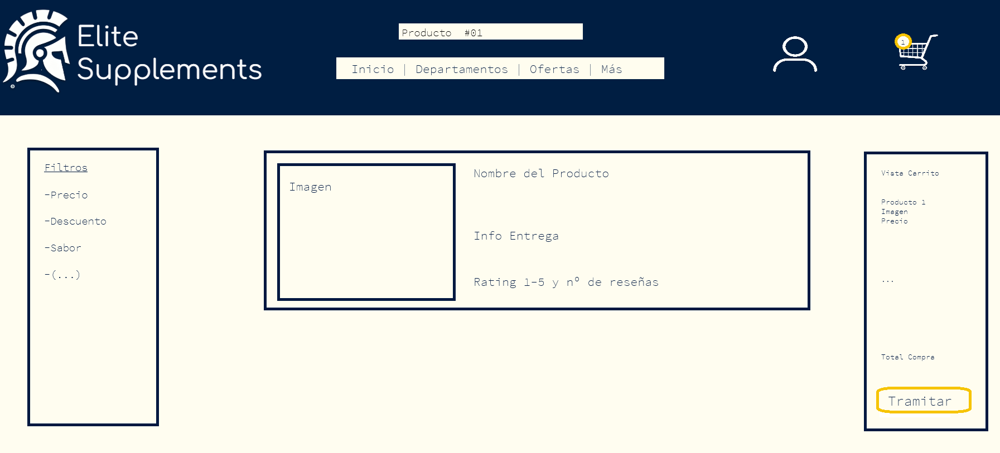 Elite
Supplements
Producto #01
Inicio | Departamentos | Ofertas | Más
1
Filtros
-Precio
-Descuento
-Sabor
-(...)
Imagen
Nombre del Producto
Info Entrega
Rating 1-5 y nº de reseñas
Vista Carrito
Producto 1
Imagen
Precio
...
Total Compra
Tramitar